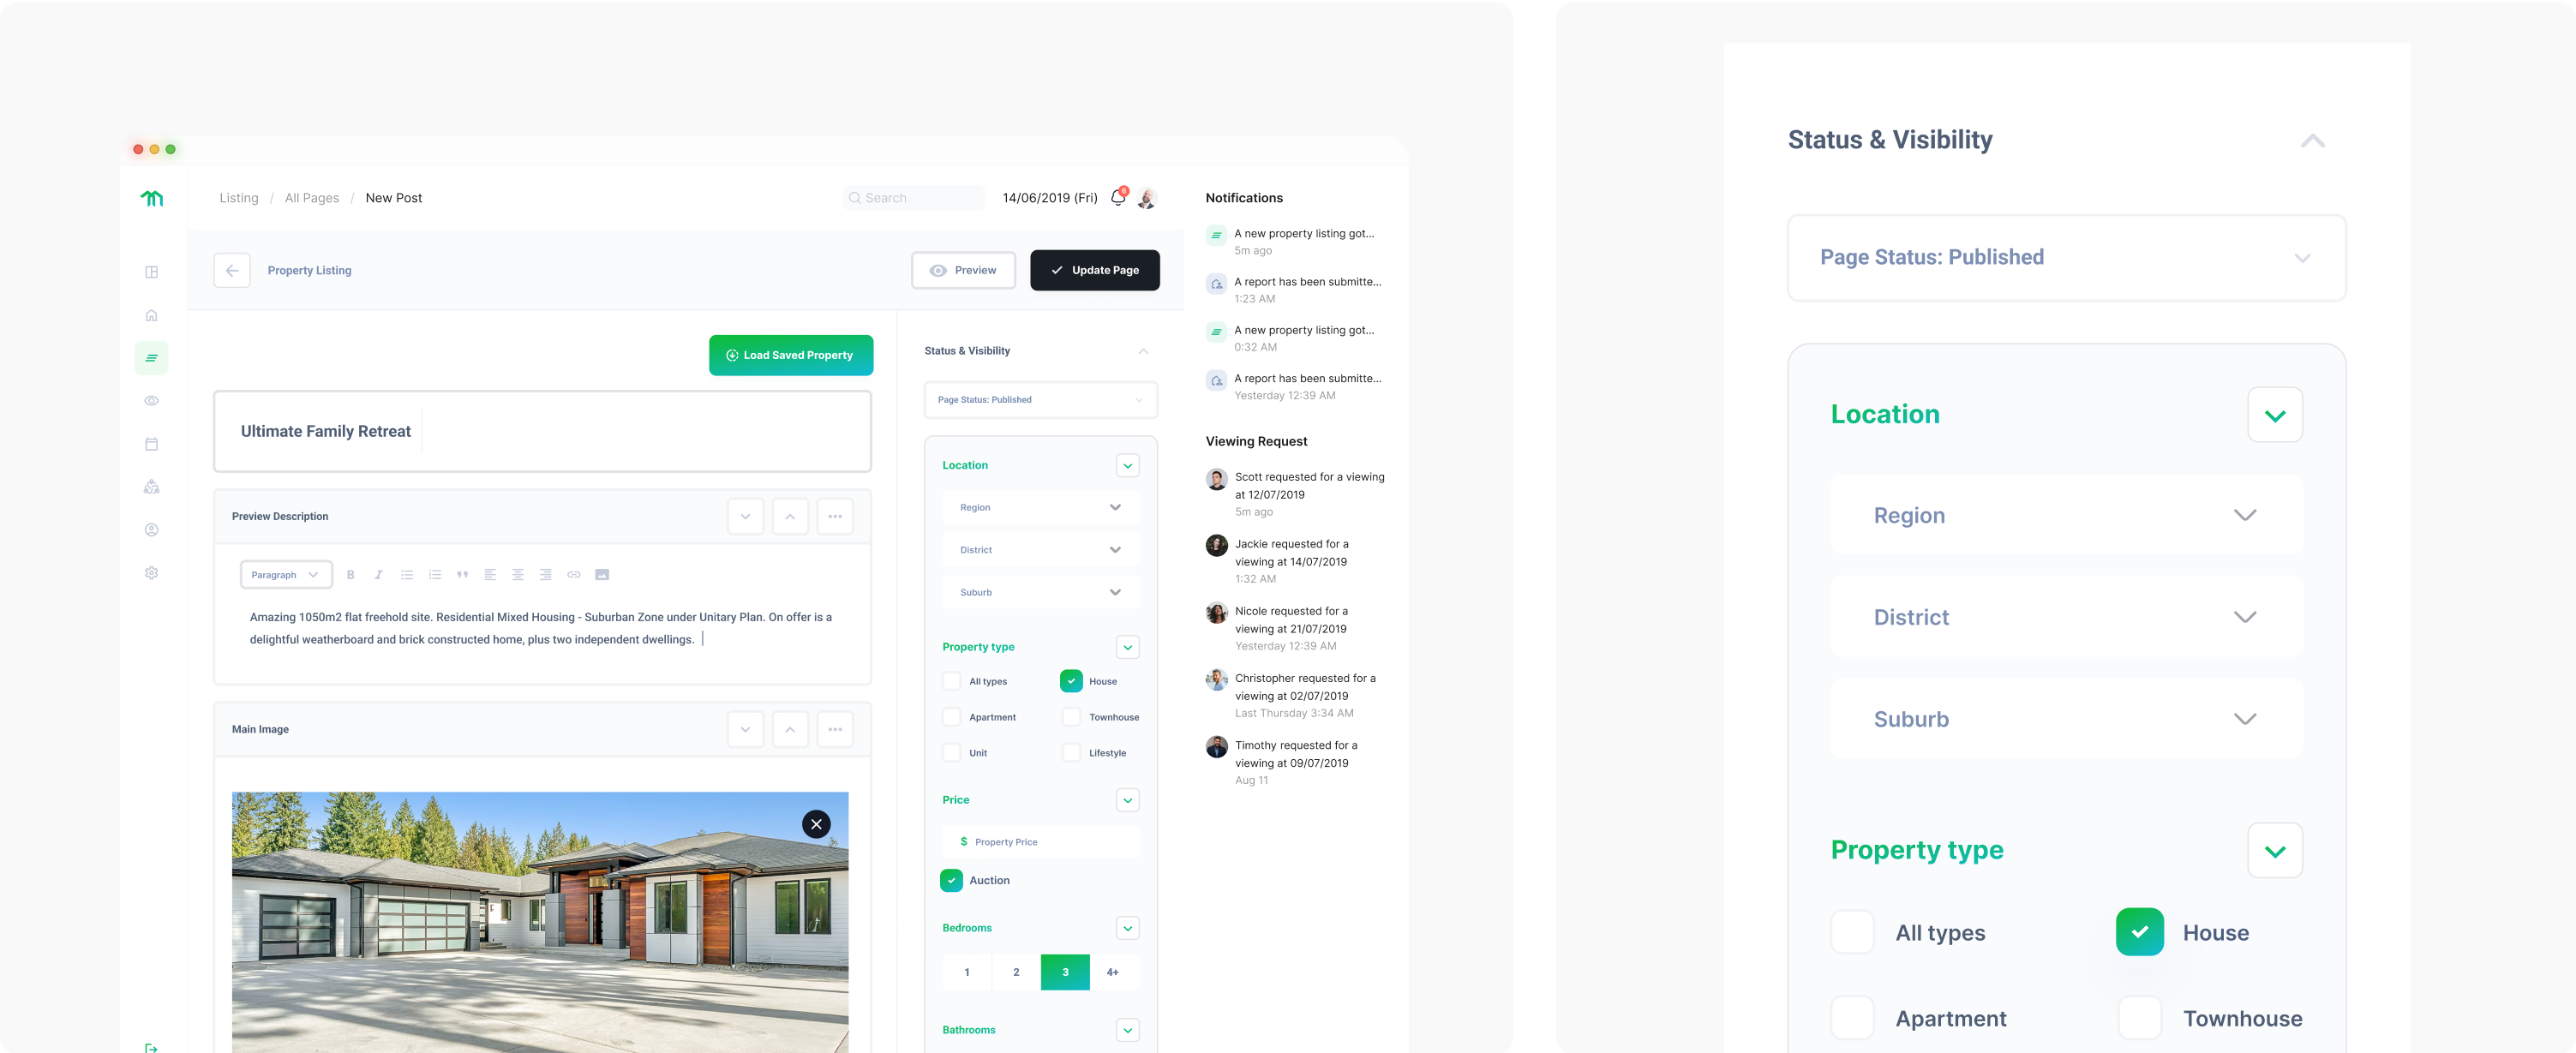 Listing / All Pages / New Post
Search
14/06/2019 (Fri)
6
Property Listing
Preview
Update Page
Load Saved Property
Ultimate Family Retreat
Preview Description
Paragraph
B I
Amazing 1050m2 flat freehold site. Residential Mixed Housing - Suburban Zone under Unitary Plan. On offer is a
delightful weatherboard and brick constructed home, plus two independent dwellings.
Main Image
Status & Visibility
Page Status: Published
Location
Region
District
Suburb
Property type
All types
House
Apartment
Townhouse
Unit
Lifestyle
Price
$ Property Price
Auction
Bedrooms
1 2 3 4+
Bathrooms
Notifications
A new property listing got...
5m ago
A report has been submitte...
1:23 AM
A new property listing got...
0:32 AM
A report has been submitte...
Yesterday 12:39 AM
Viewing Request
Scott requested for a viewing
at 12/07/2019
5m ago
Jackie requested for a
viewing at 14/07/2019
1:32 AM
Nicole requested for a
viewing at 21/07/2019
Yesterday 12:39 AM
Christopher requested for a
viewing at 02/07/2019
Last Thursday 3:34 AM
Timothy requested for a
viewing at 09/07/2019
Aug 11
Status & Visibility
Page Status: Published
Location
Region
District
Suburb
Property type
All types
House
Apartment
Townhouse